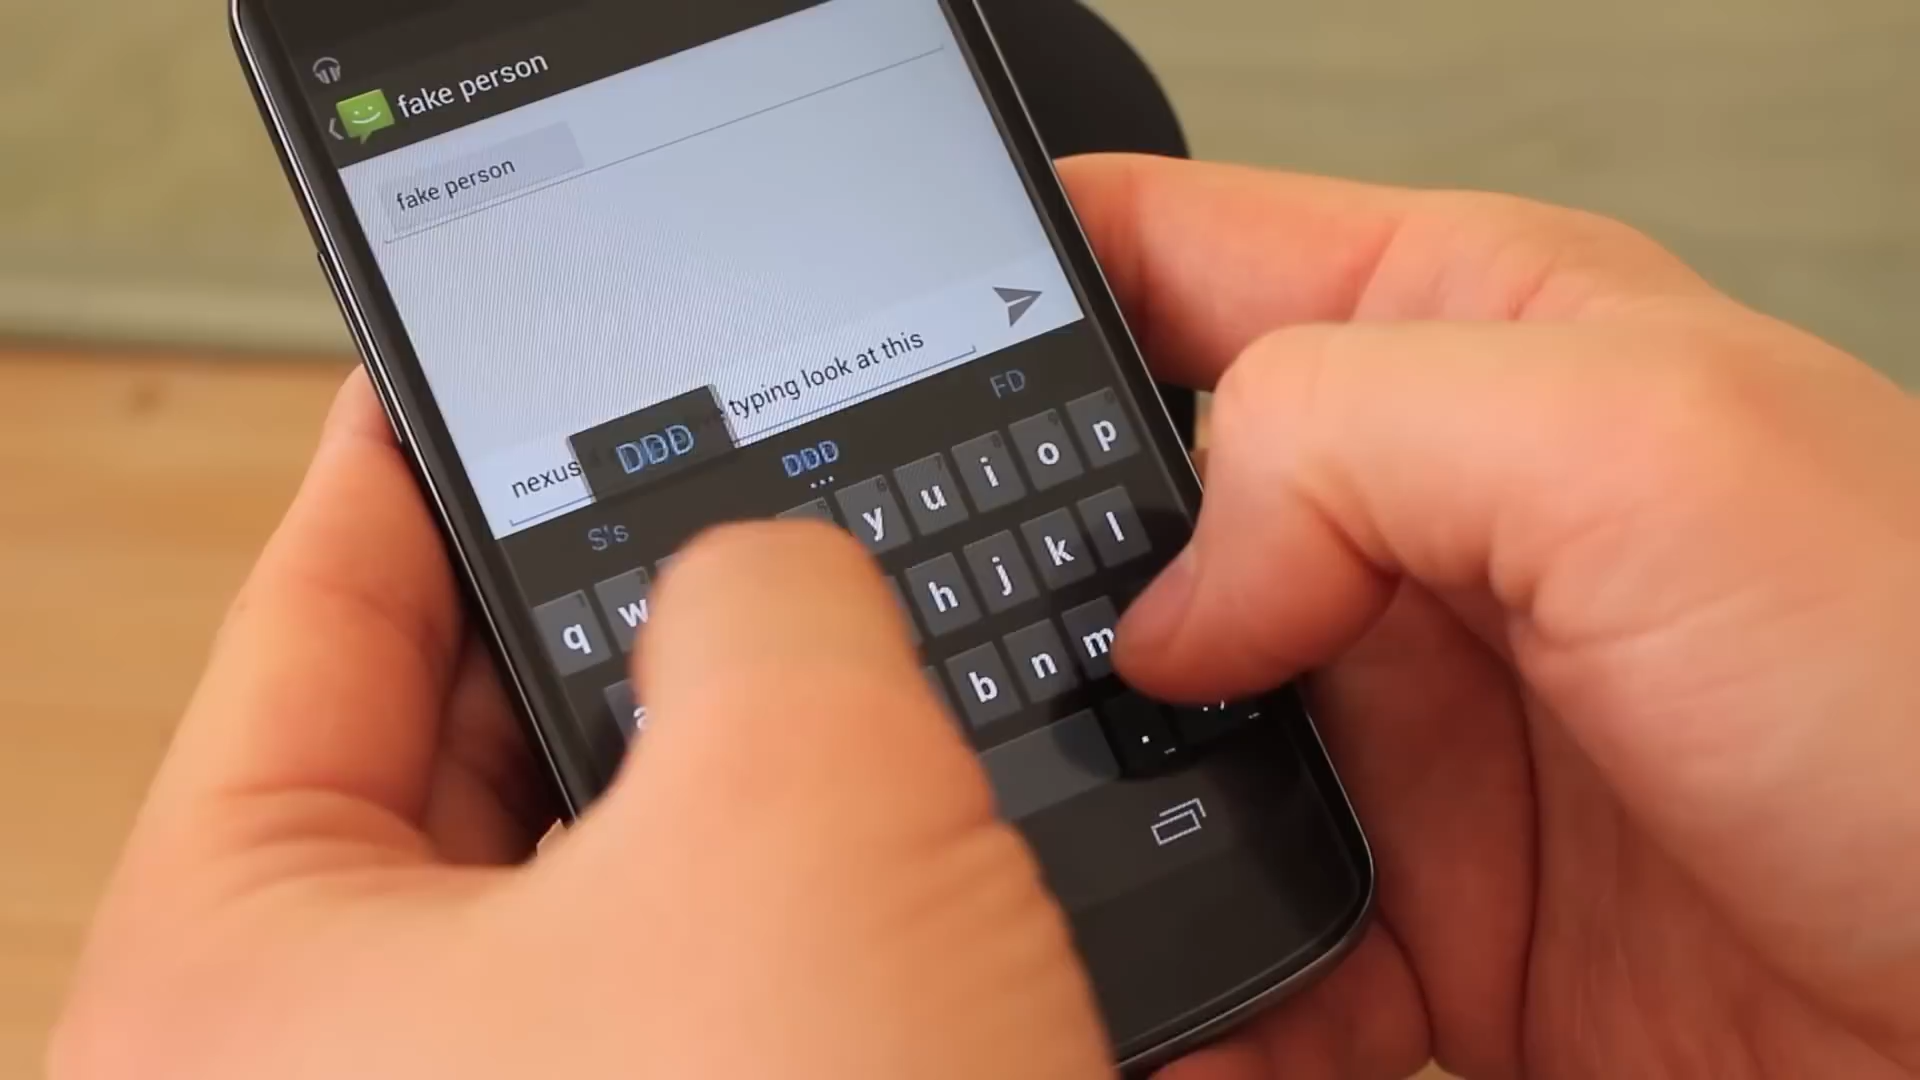 fake person
fake person
nexus typing look at this
DDD
S's DDD FD
q w y u i o p
a h j k l
b n m
.